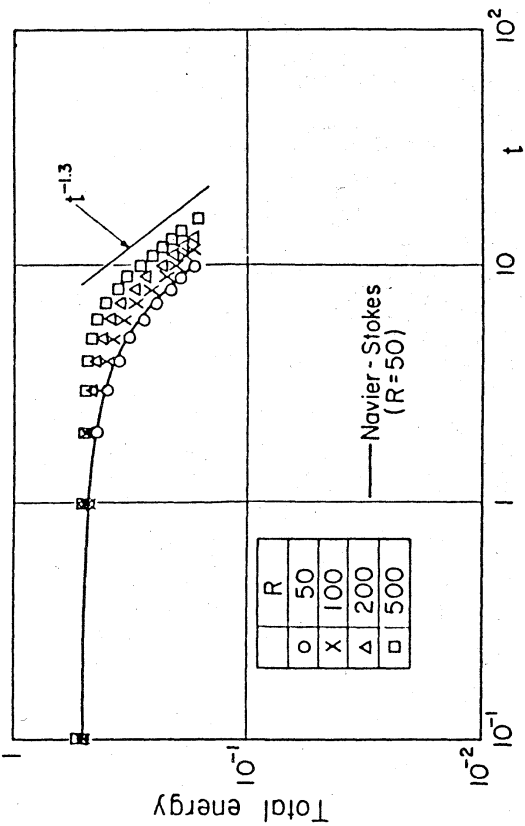 Total energy
1
10⁻¹
10⁻²
t⁻¹·³
R
o 50
x 100
△ 200
□ 500
Navier-Stokes
(R=50)
10⁻¹
1
10
10²
t